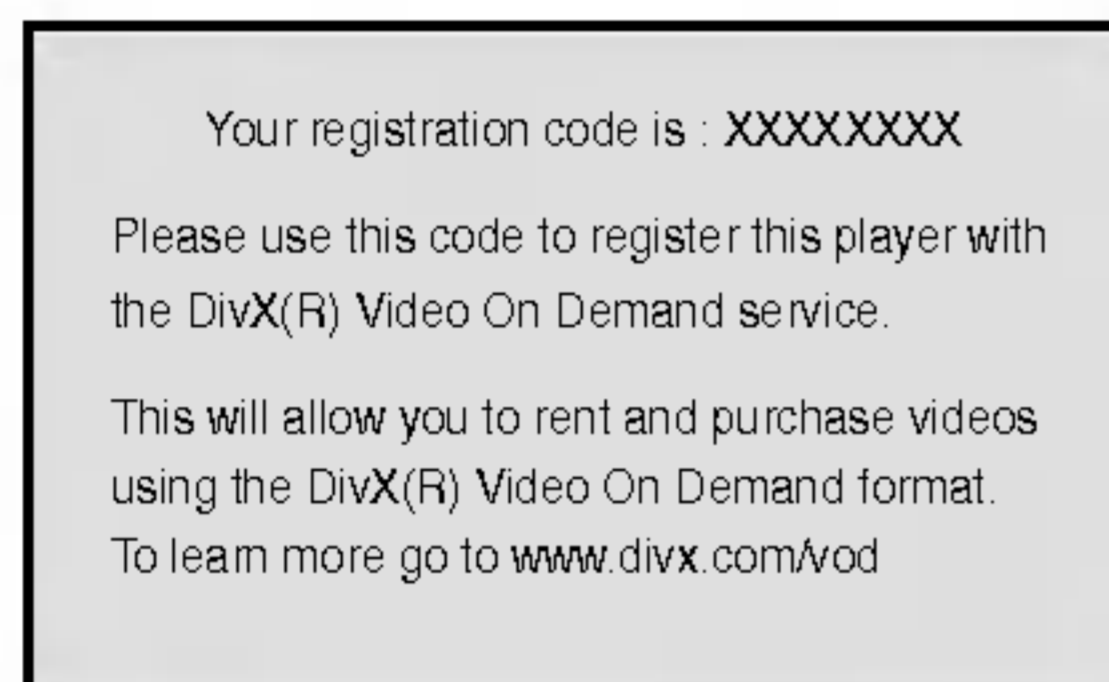 Your registration code is : XXXXXXXX
Please use this code to register this player with
the DivX(R) Video On Demand service.
This will allow you to rent and purchase videos
using the DivX(R) Video On Demand format.
To learn more go to www.divx.com/vod